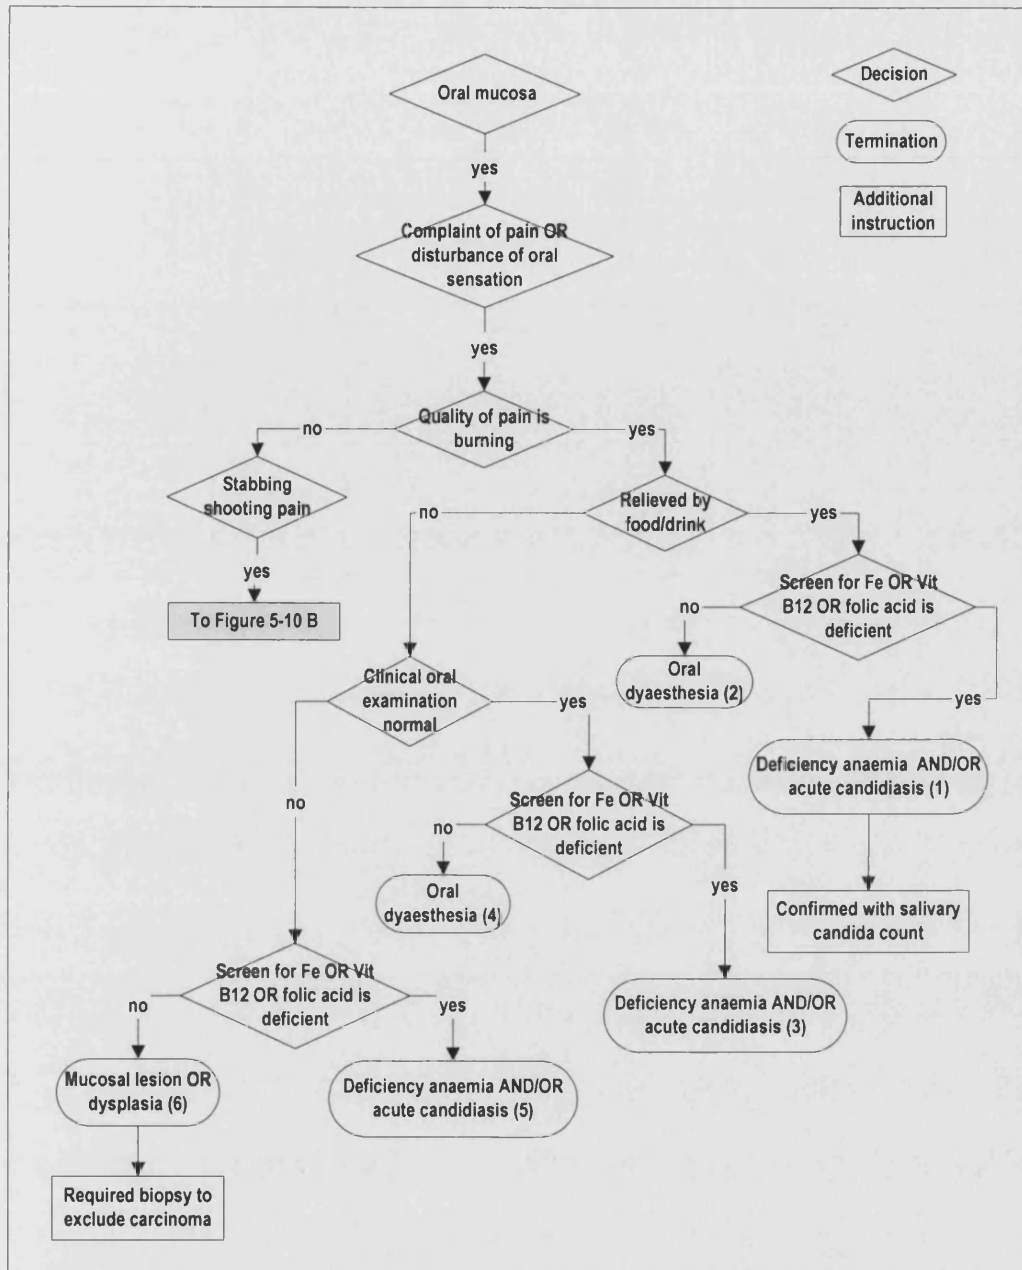 Oral mucosa
Decision
Termination
Additional
instruction
yes
Complaint of pain OR
disturbance of oral
sensation
yes
Quality of pain is
burning
no
yes
Stabbing
shooting pain
Relieved by
food/drink
no
yes
yes
To Figure 5-10 B
Screen for Fe OR Vit
B12 OR folic acid is
deficient
no
Oral
dyaesthesia (2)
yes
Clinical oral
examination
normal
yes
no
Deficiency anaemia AND/OR
acute candidiasis (1)
Screen for Fe OR Vit
B12 OR folic acid is
deficient
no
yes
Oral
dyaesthesia (4)
Confirmed with salivary
candida count
Screen for Fe OR Vit
B12 OR folic acid is
deficient
no
yes
Deficiency anaemia AND/OR
acute candidiasis (3)
Mucosal lesion OR
dysplasia (6)
Deficiency anaemia AND/OR
acute candidiasis (5)
Required biopsy to
exclude carcinoma